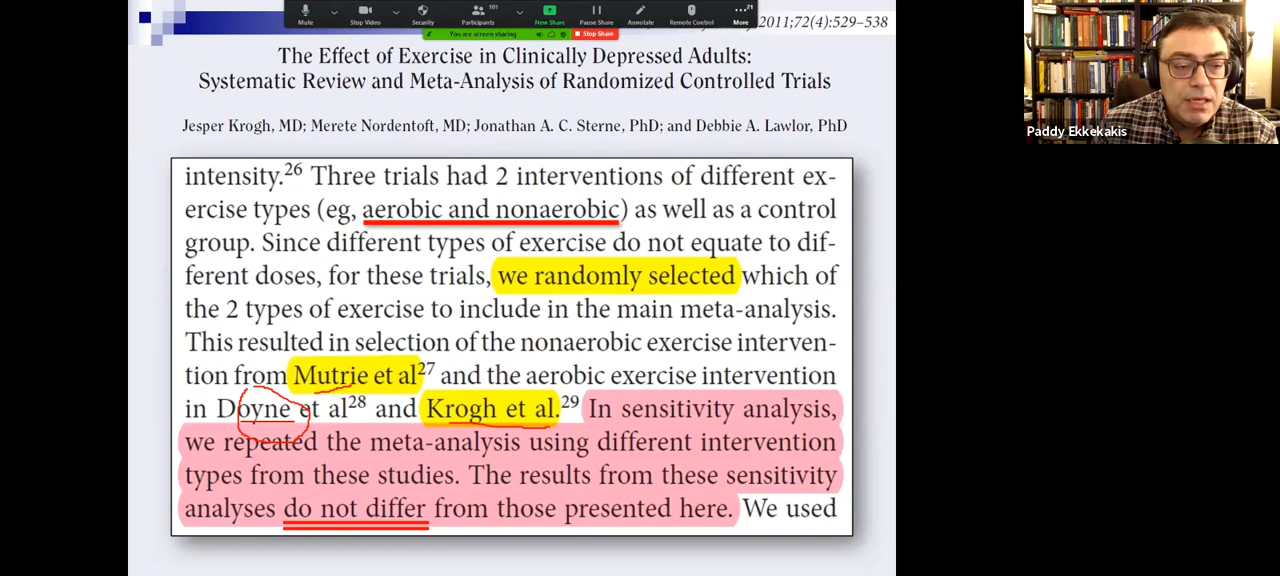 Mute
Stop Video
Security
Participants
101
New Share
Pause Share
Annotate
Remote Control
More
21
You are screen sharing
Stop Share
2011;72(4):529–538
The Effect of Exercise in Clinically Depressed Adults:
Systematic Review and Meta-Analysis of Randomized Controlled Trials
Jesper Krogh, MD; Merete Nordentoft, MD; Jonathan A. C. Sterne, PhD; and Debbie A. Lawlor, PhD
Paddy Ekkekakis
intensity.26 Three trials had 2 interventions of different ex-
ercise types (eg, aerobic and nonaerobic) as well as a control
group. Since different types of exercise do not equate to dif-
ferent doses, for these trials, we randomly selected which of
the 2 types of exercise to include in the main meta-analysis.
This resulted in selection of the nonaerobic exercise interven-
tion from Mutrie et al27 and the aerobic exercise intervention
in Doyne et al28 and Krogh et al.29 In sensitivity analysis,
we repeated the meta-analysis using different intervention
types from these studies. The results from these sensitivity
analyses do not differ from those presented here. We used